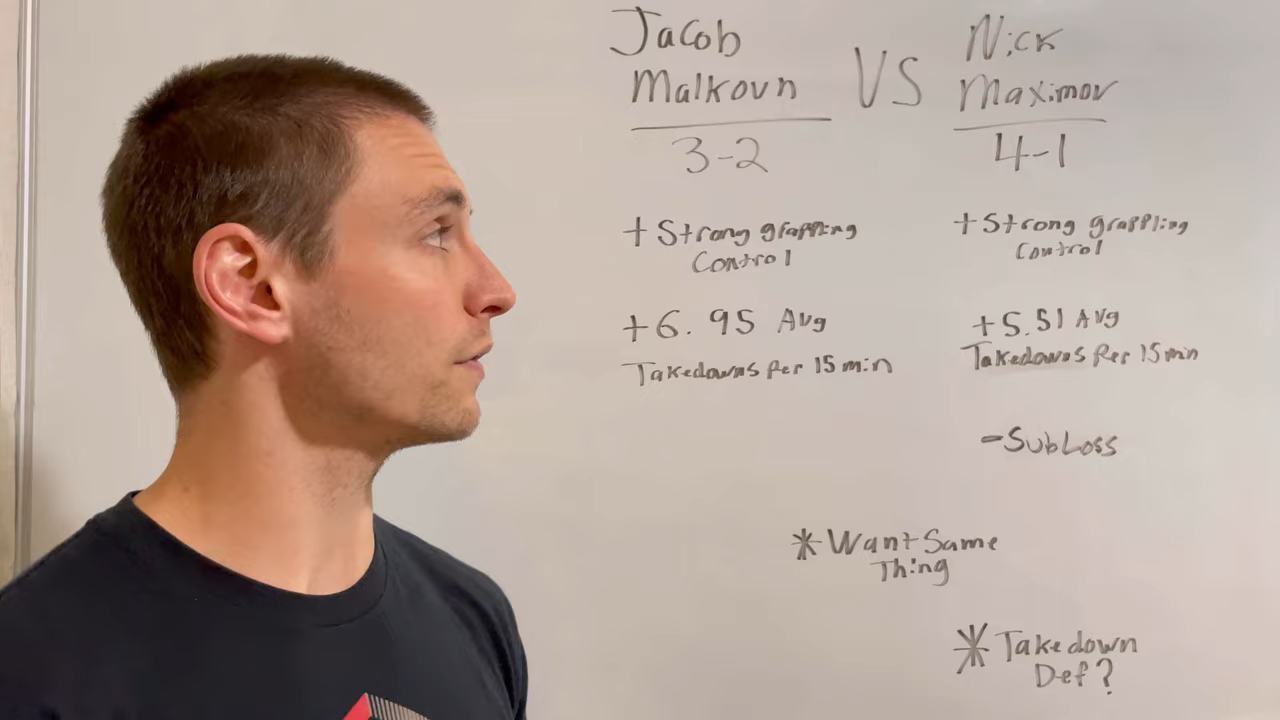 Jacob
Malkovn
3-2
+ Strong grappling
Control
+6.95 Avg
Takedowns Per 15 min
VS
Nick
Maximov
4-1
+ Strong grappling
Control
+5.51 Avg
Takedowns Per 15 min
- Sub Loss
* Want Same
Thing
* Takedown
Def?